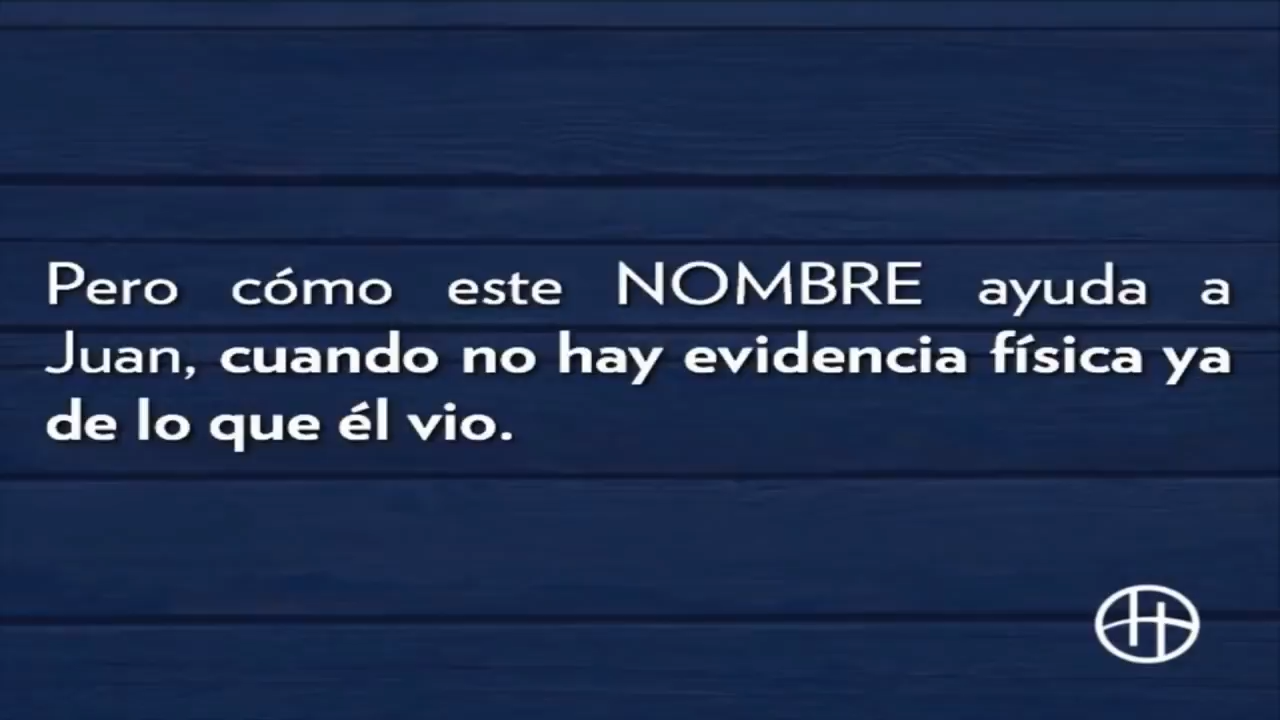 Pero cómo este NOMBRE ayuda a
Juan, cuando no hay evidencia física ya
de lo que él vio.